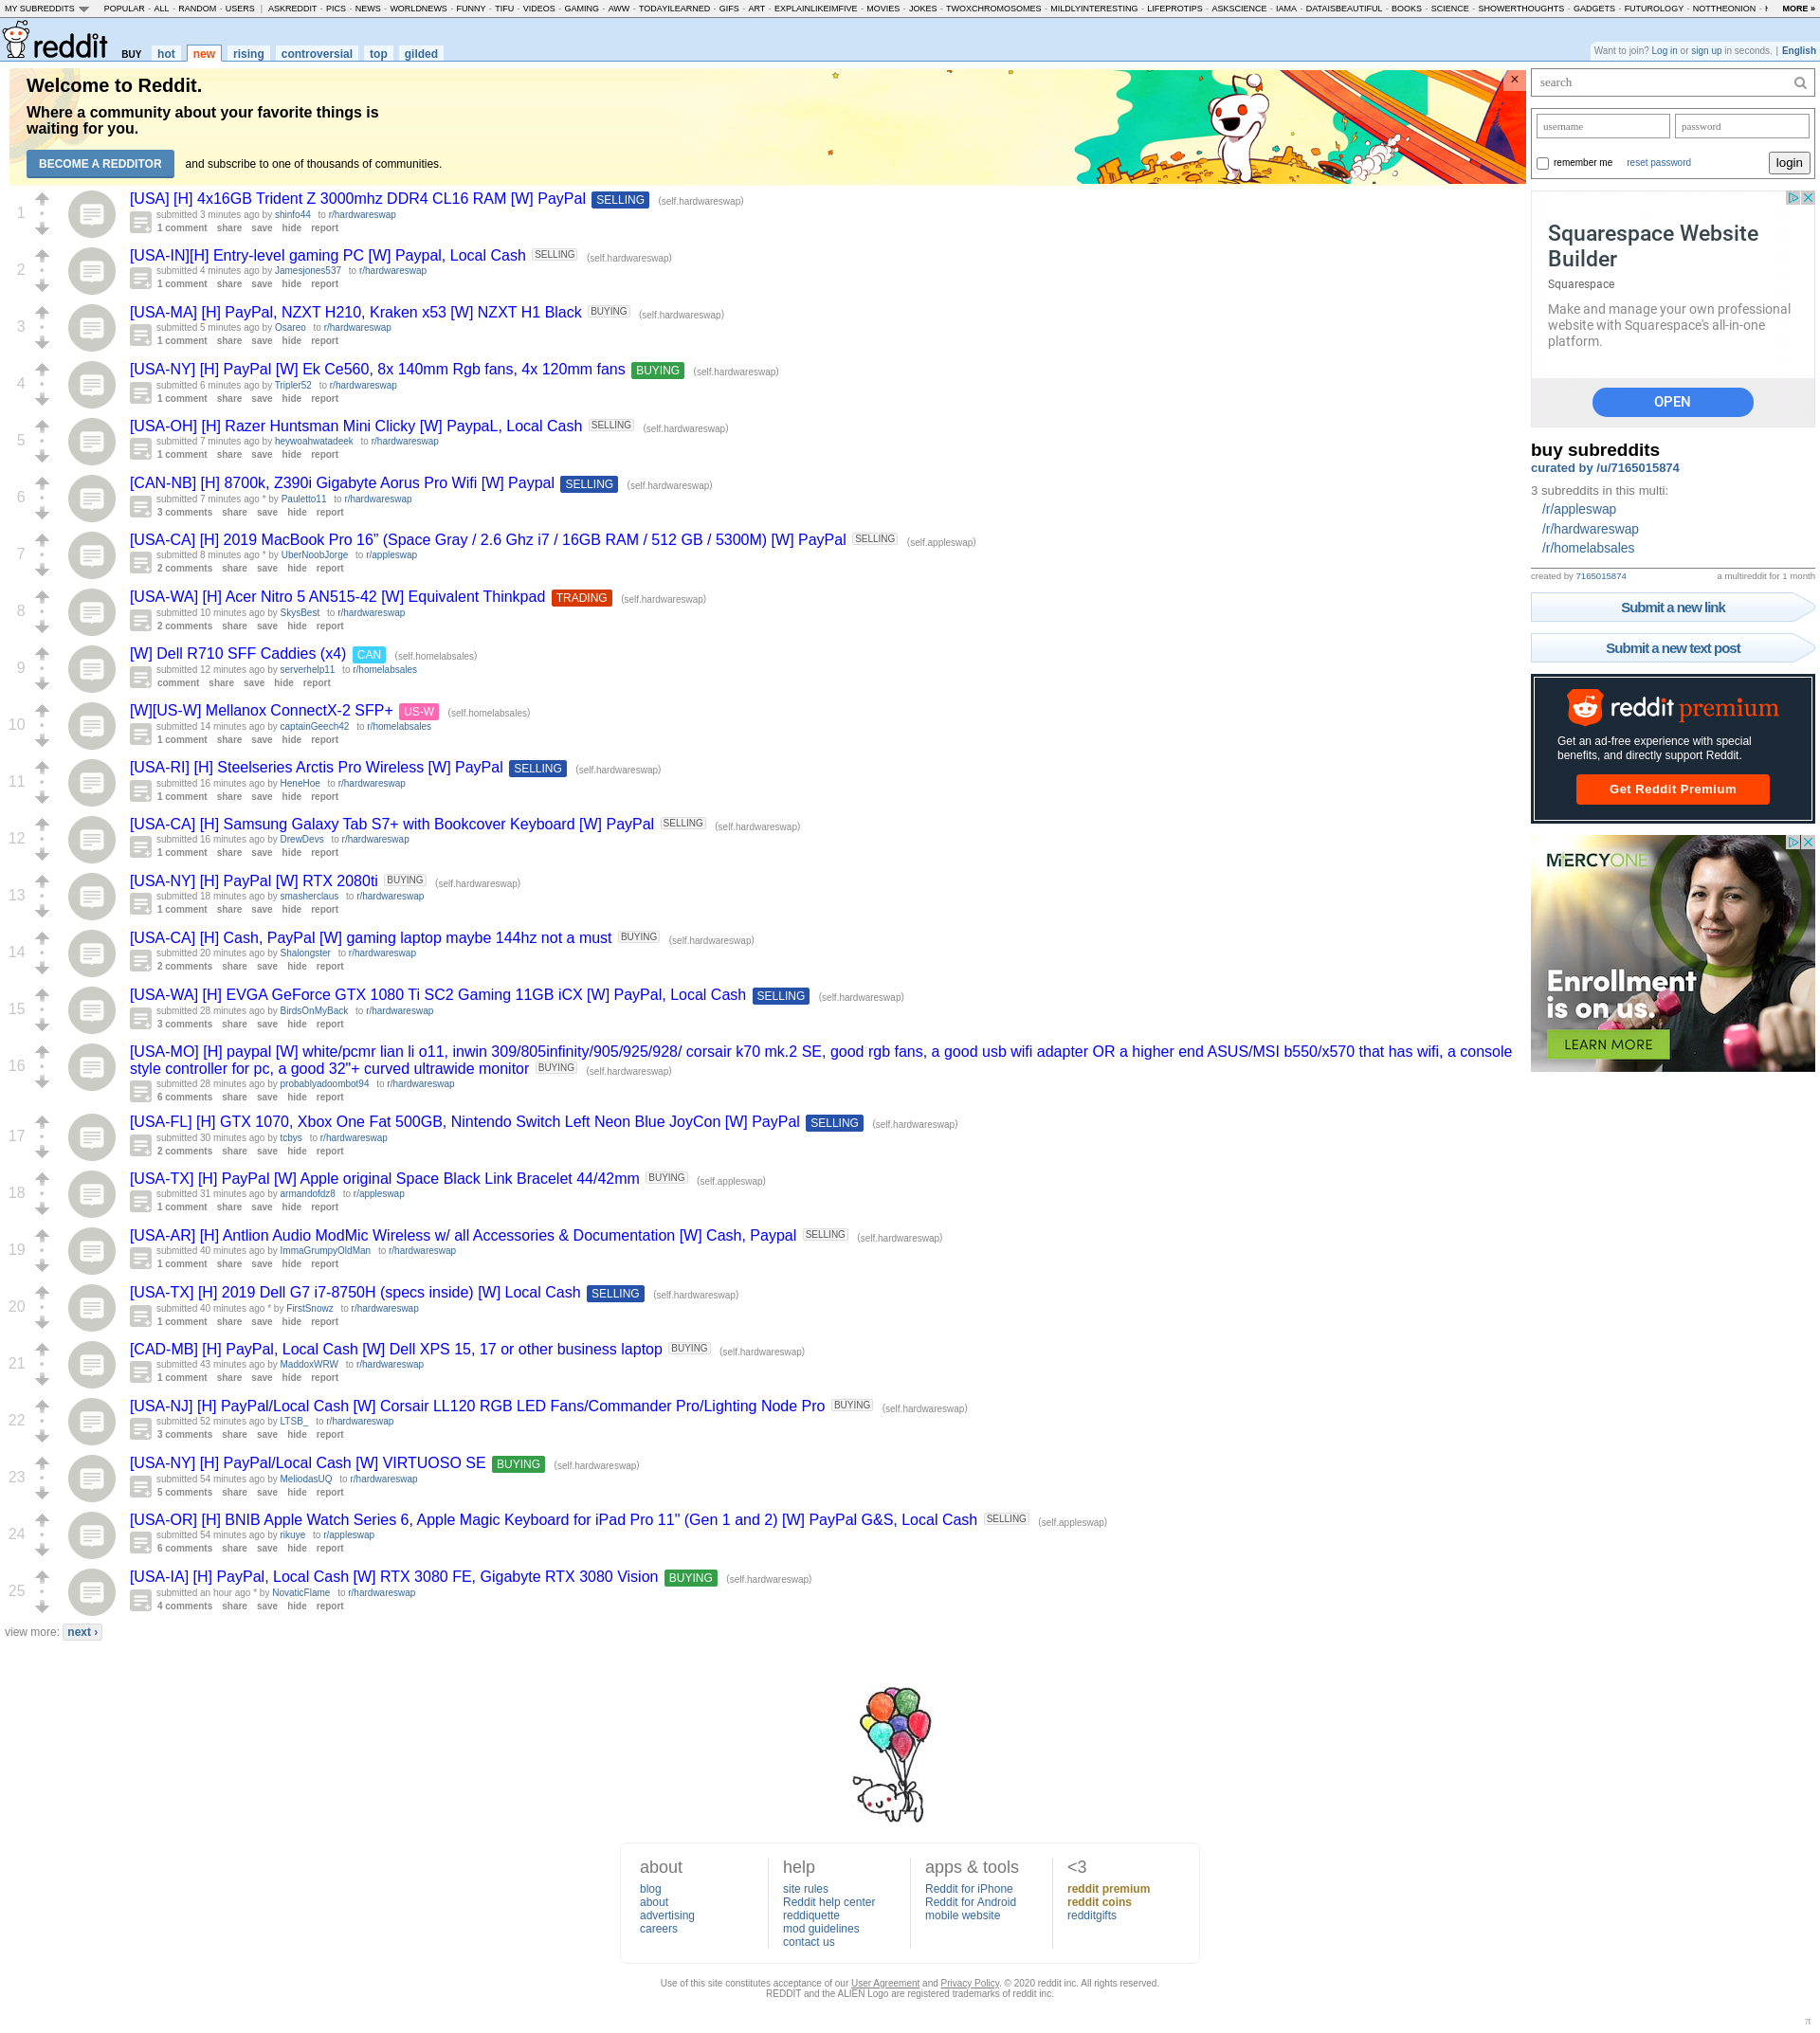 MY SUBREDDITS POPULAR - ALL - RANDOM - USERS | ASKREDDIT - PICS - NEWS - WORLDNEWS - FUNNY - TIFU - VIDEOS - GAMING - AWW - TODAYILEARNED - GIFS - ART - EXPLAINLIKEIMFIVE - MOVIES - JOKES - TWOXCHROMOSOMES - MILDLYINTERESTING - LIFEPROTIPS - ASKSCIENCE - IAMA - DATAISBEAUTIFUL - BOOKS - SCIENCE - SHOWERTHOUGHTS - GADGETS - FUTUROLOGY - NOTTHEONION - MORE »
reddit BUY hot new rising controversial top gilded
Want to join? Log in or sign up in seconds. | English
Welcome to Reddit.
Where a community about your favorite things is
waiting for you.
BECOME A REDDITOR and subscribe to one of thousands of communities.
×
1
[USA] [H] 4x16GB Trident Z 3000mhz DDR4 CL16 RAM [W] PayPal SELLING (self.hardwareswap)
submitted 3 minutes ago by shinfo44 to r/hardwareswap
1 comment share save hide report
2
[USA-IN][H] Entry-level gaming PC [W] Paypal, Local Cash SELLING (self.hardwareswap)
submitted 4 minutes ago by Jamesjones537 to r/hardwareswap
1 comment share save hide report
3
[USA-MA] [H] PayPal, NZXT H210, Kraken x53 [W] NZXT H1 Black BUYING (self.hardwareswap)
submitted 5 minutes ago by Osareo to r/hardwareswap
1 comment share save hide report
4
[USA-NY] [H] PayPal [W] Ek Ce560, 8x 140mm Rgb fans, 4x 120mm fans BUYING (self.hardwareswap)
submitted 6 minutes ago by Tripler52 to r/hardwareswap
1 comment share save hide report
5
[USA-OH] [H] Razer Huntsman Mini Clicky [W] PaypaL, Local Cash SELLING (self.hardwareswap)
submitted 7 minutes ago by heywoahwatadeek to r/hardwareswap
1 comment share save hide report
6
[CAN-NB] [H] 8700k, Z390i Gigabyte Aorus Pro Wifi [W] Paypal SELLING (self.hardwareswap)
submitted 7 minutes ago * by Pauletto11 to r/hardwareswap
3 comments share save hide report
7
[USA-CA] [H] 2019 MacBook Pro 16” (Space Gray / 2.6 Ghz i7 / 16GB RAM / 512 GB / 5300M) [W] PayPal SELLING (self.appleswap)
submitted 8 minutes ago * by UberNoobJorge to r/appleswap
2 comments share save hide report
8
[USA-WA] [H] Acer Nitro 5 AN515-42 [W] Equivalent Thinkpad TRADING (self.hardwareswap)
submitted 10 minutes ago by SkysBest to r/hardwareswap
2 comments share save hide report
9
[W] Dell R710 SFF Caddies (x4) CAN (self.homelabsales)
submitted 12 minutes ago by serverhelp11 to r/homelabsales
comment share save hide report
10
[W][US-W] Mellanox ConnectX-2 SFP+ US-W (self.homelabsales)
submitted 14 minutes ago by captainGeech42 to r/homelabsales
1 comment share save hide report
11
[USA-RI] [H] Steelseries Arctis Pro Wireless [W] PayPal SELLING (self.hardwareswap)
submitted 16 minutes ago by HeneHoe to r/hardwareswap
1 comment share save hide report
12
[USA-CA] [H] Samsung Galaxy Tab S7+ with Bookcover Keyboard [W] PayPal SELLING (self.hardwareswap)
submitted 16 minutes ago by DrewDevs to r/hardwareswap
1 comment share save hide report
13
[USA-NY] [H] PayPal [W] RTX 2080ti BUYING (self.hardwareswap)
submitted 18 minutes ago by smasherclaus to r/hardwareswap
1 comment share save hide report
14
[USA-CA] [H] Cash, PayPal [W] gaming laptop maybe 144hz not a must BUYING (self.hardwareswap)
submitted 20 minutes ago by Shalongster to r/hardwareswap
2 comments share save hide report
15
[USA-WA] [H] EVGA GeForce GTX 1080 Ti SC2 Gaming 11GB iCX [W] PayPal, Local Cash SELLING (self.hardwareswap)
submitted 28 minutes ago by BirdsOnMyBack to r/hardwareswap
3 comments share save hide report
16
[USA-MO] [H] paypal [W] white/pcmr lian li o11, inwin 309/805infinity/905/925/928/ corsair k70 mk.2 SE, good rgb fans, a good usb wifi adapter OR a higher end ASUS/MSI b550/x570 that has wifi, a console
style controller for pc, a good 32"+ curved ultrawide monitor BUYING (self.hardwareswap)
submitted 28 minutes ago by probablyadoombot94 to r/hardwareswap
6 comments share save hide report
17
[USA-FL] [H] GTX 1070, Xbox One Fat 500GB, Nintendo Switch Left Neon Blue JoyCon [W] PayPal SELLING (self.hardwareswap)
submitted 30 minutes ago by tcbys to r/hardwareswap
2 comments share save hide report
18
[USA-TX] [H] PayPal [W] Apple original Space Black Link Bracelet 44/42mm BUYING (self.appleswap)
submitted 31 minutes ago by armandofdz8 to r/appleswap
1 comment share save hide report
19
[USA-AR] [H] Antlion Audio ModMic Wireless w/ all Accessories & Documentation [W] Cash, Paypal SELLING (self.hardwareswap)
submitted 40 minutes ago by ImmaGrumpyOldMan to r/hardwareswap
1 comment share save hide report
20
[USA-TX] [H] 2019 Dell G7 i7-8750H (specs inside) [W] Local Cash SELLING (self.hardwareswap)
submitted 40 minutes ago * by FirstSnowz to r/hardwareswap
1 comment share save hide report
21
[CAD-MB] [H] PayPal, Local Cash [W] Dell XPS 15, 17 or other business laptop BUYING (self.hardwareswap)
submitted 43 minutes ago by MaddoxWRW to r/hardwareswap
1 comment share save hide report
22
[USA-NJ] [H] PayPal/Local Cash [W] Corsair LL120 RGB LED Fans/Commander Pro/Lighting Node Pro BUYING (self.hardwareswap)
submitted 52 minutes ago by LTSB_ to r/hardwareswap
3 comments share save hide report
23
[USA-NY] [H] PayPal/Local Cash [W] VIRTUOSO SE BUYING (self.hardwareswap)
submitted 54 minutes ago by MeliodasUQ to r/hardwareswap
5 comments share save hide report
24
[USA-OR] [H] BNIB Apple Watch Series 6, Apple Magic Keyboard for iPad Pro 11" (Gen 1 and 2) [W] PayPal G&S, Local Cash SELLING (self.appleswap)
submitted 54 minutes ago by rikuye to r/appleswap
6 comments share save hide report
25
[USA-IA] [H] PayPal, Local Cash [W] RTX 3080 FE, Gigabyte RTX 3080 Vision BUYING (self.hardwareswap)
submitted an hour ago * by NovaticFlame to r/hardwareswap
4 comments share save hide report
view more: next ›
search
username password
remember me reset password login
Squarespace Website
Builder
Squarespace
Make and manage your own professional
website with Squarespace's all-in-one
platform.
OPEN
buy subreddits
curated by /u/7165015874
3 subreddits in this multi:
/r/appleswap
/r/hardwareswap
/r/homelabsales
created by 7165015874 a multireddit for 1 month
Submit a new link
Submit a new text post
reddit premium
Get an ad-free experience with special
benefits, and directly support Reddit.
Get Reddit Premium
MERCYONE
Enrollment
is on us.
LEARN MORE
about
blog
about
advertising
careers
help
site rules
Reddit help center
reddiquette
mod guidelines
contact us
apps & tools
Reddit for iPhone
Reddit for Android
mobile website
<3
reddit premium
reddit coins
redditgifts
Use of this site constitutes acceptance of our User Agreement and Privacy Policy. © 2020 reddit inc. All rights reserved.
REDDIT and the ALIEN Logo are registered trademarks of reddit inc.
π